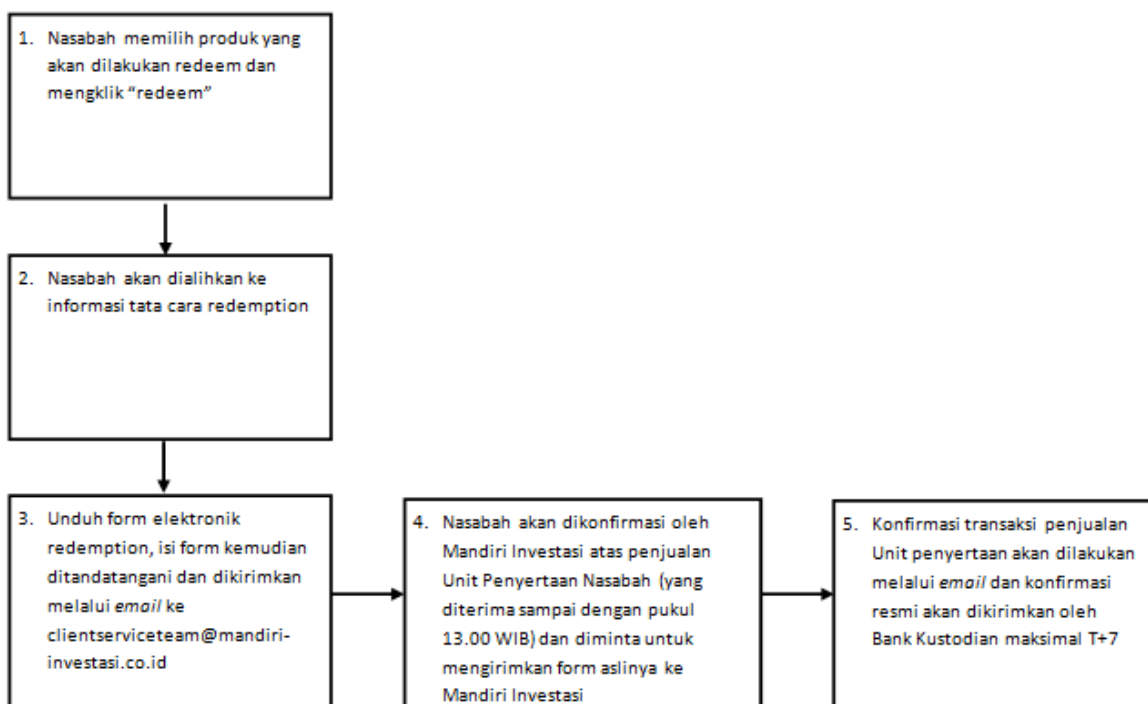 1. Nasabah memilih produk yang
akan dilakukan redeem dan
mengklik “redeem”
2. Nasabah akan dialihkan ke
informasi tata cara redemption
3. Unduh form elektronik
redemption, isi form kemudian
ditandatangani dan dikirimkan
melalui email ke
clientserviceteam@mandiri-
investasi.co.id
4. Nasabah akan dikonfirmasi oleh
Mandiri Investasi atas penjualan
Unit Penyertaan Nasabah (yang
diterima sampai dengan pukul
13.00 WIB) dan diminta untuk
mengirimkan form aslinya ke
Mandiri Investasi
5. Konfirmasi transaksi penjualan
Unit penyertaan akan dilakukan
melalui email dan konfirmasi
resmi akan dikirimkan oleh
Bank Kustodian maksimal T+7